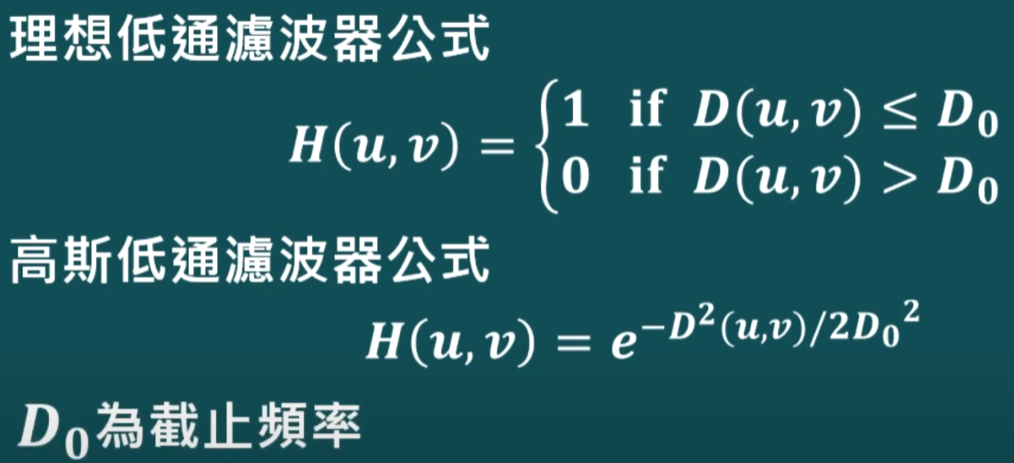 理想低通濾波器公式
H(u, v) = {1 if D(u, v) ≤ D₀
0 if D(u, v) > D₀
高斯低通濾波器公式
H(u, v) = e^{-D²(u,v)/2D₀²}
D₀為截止頻率